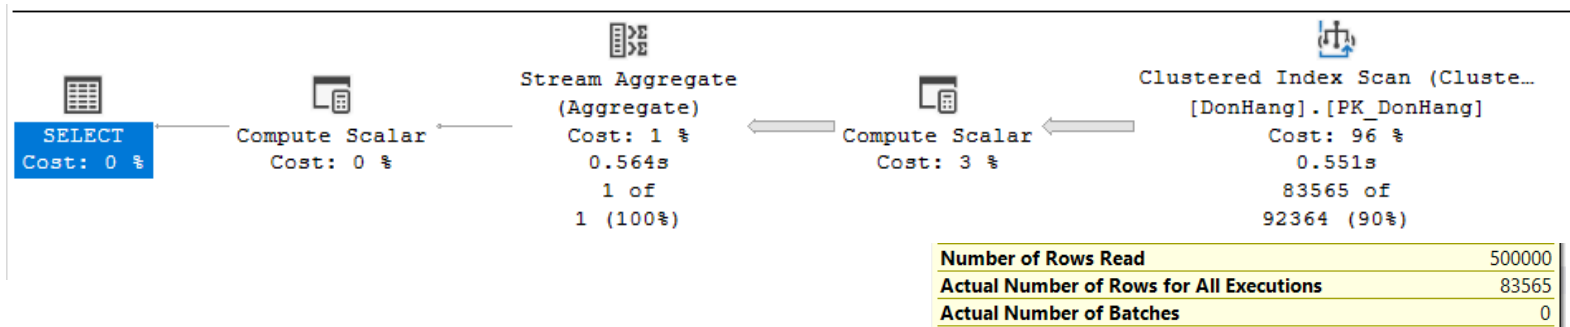 SELECT
Cost: 0 %
Compute Scalar
Cost: 0 %
Stream Aggregate
(Aggregate)
Cost: 1 %
0.564s
1 of
1 (100%)
Compute Scalar
Cost: 3 %
Clustered Index Scan (Cluste…
[DonHang].[PK_DonHang]
Cost: 96 %
0.551s
83565 of
92364 (90%)
Number of Rows Read 500000
Actual Number of Rows for All Executions 83565
Actual Number of Batches 0